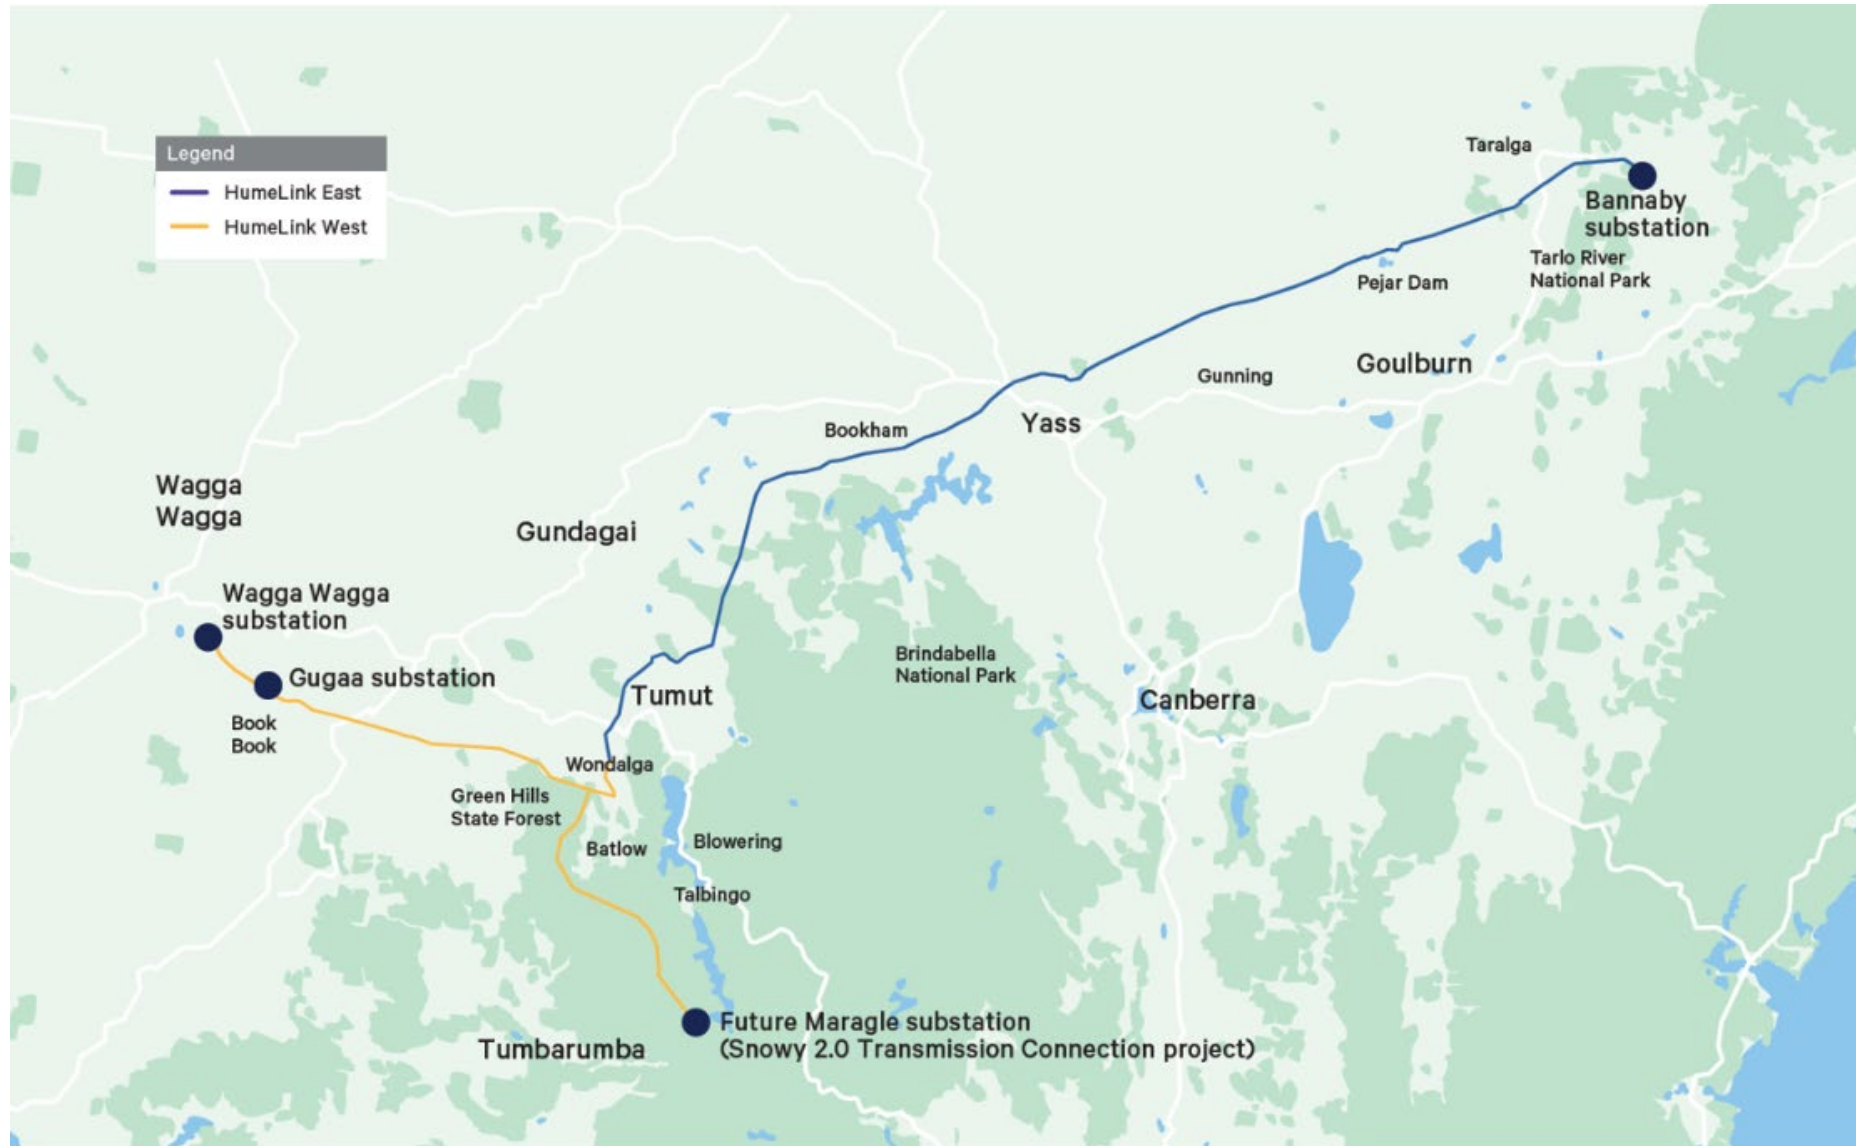 Legend
HumeLink East
HumeLink West
Taralga
Bannaby
substation
Tarlo River
National Park
Pejar Dam
Goulburn
Gunning
Yass
Bookham
Wagga
Wagga
Gundagai
Wagga Wagga
substation
Gugaa substation
Book
Book
Brindabella
National Park
Tumut
Canberra
Wondalga
Green Hills
State Forest
Batlow
Blowering
Talbingo
Future Maragle substation
(Snowy 2.0 Transmission Connection project)
Tumbarumba